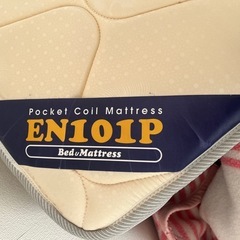 Pocket Coil Mattress
EN101P
Bed & Mattress